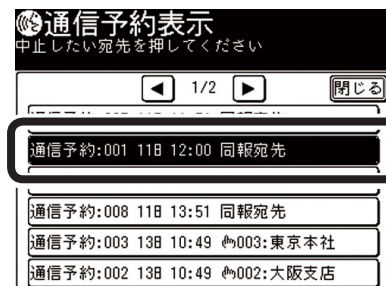 通信予約表示
中止したい宛先を押してください
◀ 1/2 ▶ 閉じる
通信予約:001 11日 12:00 同報宛先
通信予約:008 11日 13:51 同報宛先
通信予約:003 13日 10:49 003:東京本社
通信予約:002 13日 10:49 002:大阪支店